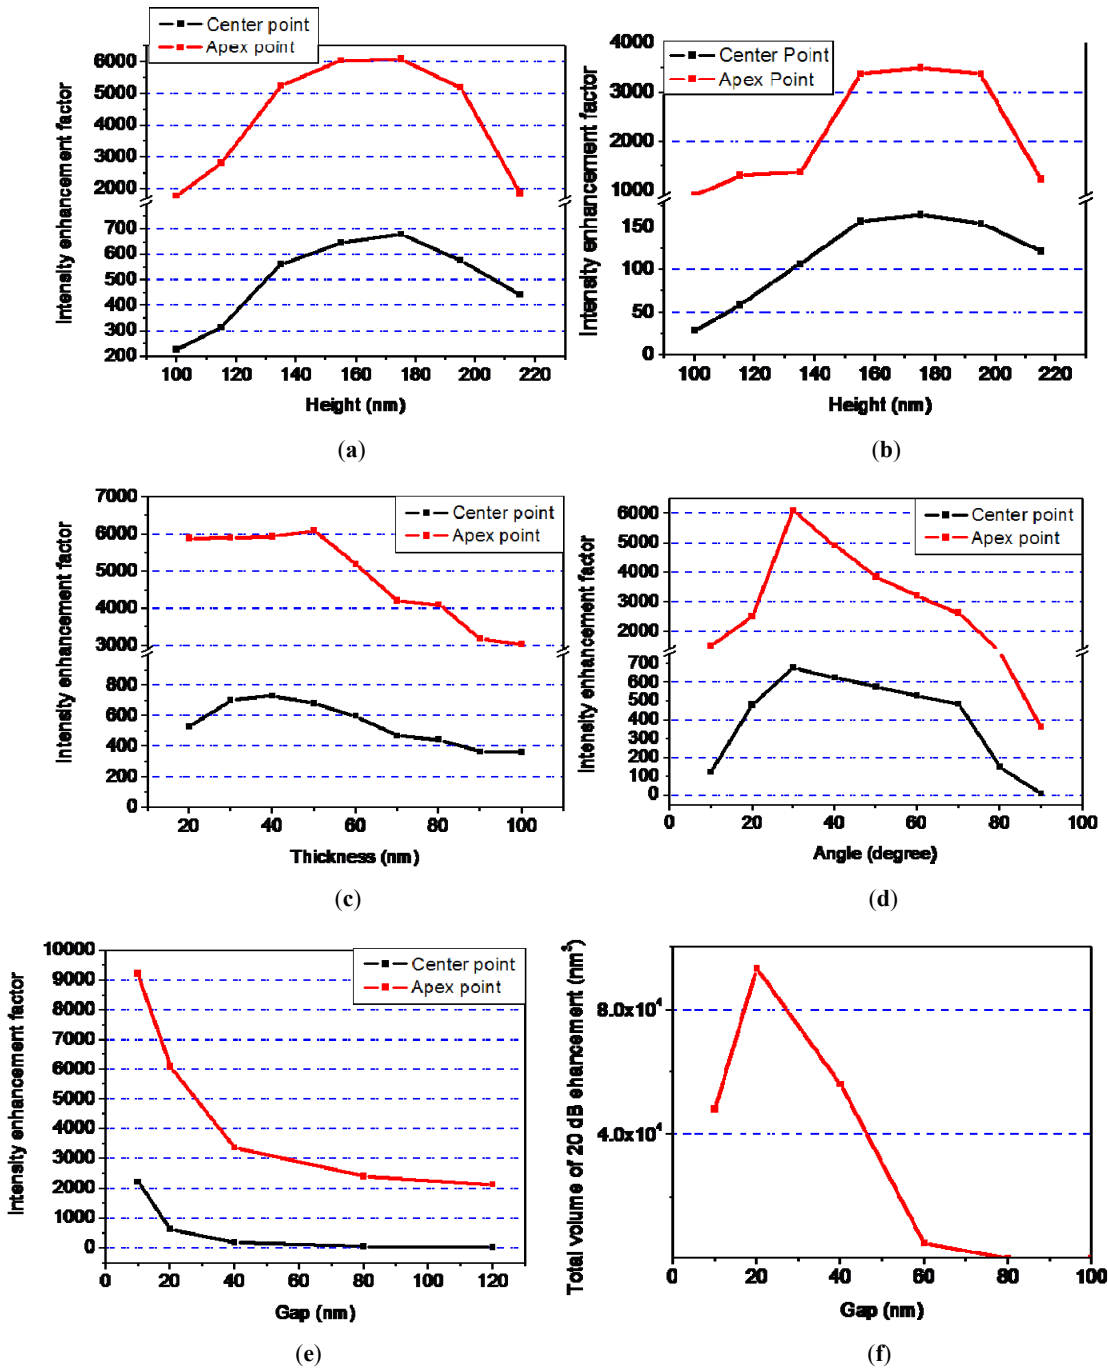 Center point
Apex point
6000
5000
4000
3000
2000
700
600
500
400
300
200
Intensity enhancement factor
100 120 140 160 180 200 220
Height (nm)
(a)
4000
3000
2000
1000
150
100
50
0
Center Point
Apex Point
Intensity enhancement factor
100 120 140 160 180 200 220
Height (nm)
(b)
7000
6000
5000
4000
3000
800
600
400
200
0
Center point
Apex point
Intensity enhancement factor
20 40 60 80 100
Thickness (nm)
(c)
6000
5000
4000
3000
2000
700
600
500
400
300
200
100
0
Center point
Apex point
Intensity enhancement factor
0 20 40 60 80 100
Angle (degree)
(d)
10000
9000
8000
7000
6000
5000
4000
3000
2000
1000
0
Center point
Apex point
Intensity enhancement factor
0 20 40 60 80 100 120
Gap (nm)
(e)
8.0x10⁴
4.0x10⁴
Total volume of 20 dB ehancement (nm³)
0 20 40 60 80 100
Gap (nm)
(f)